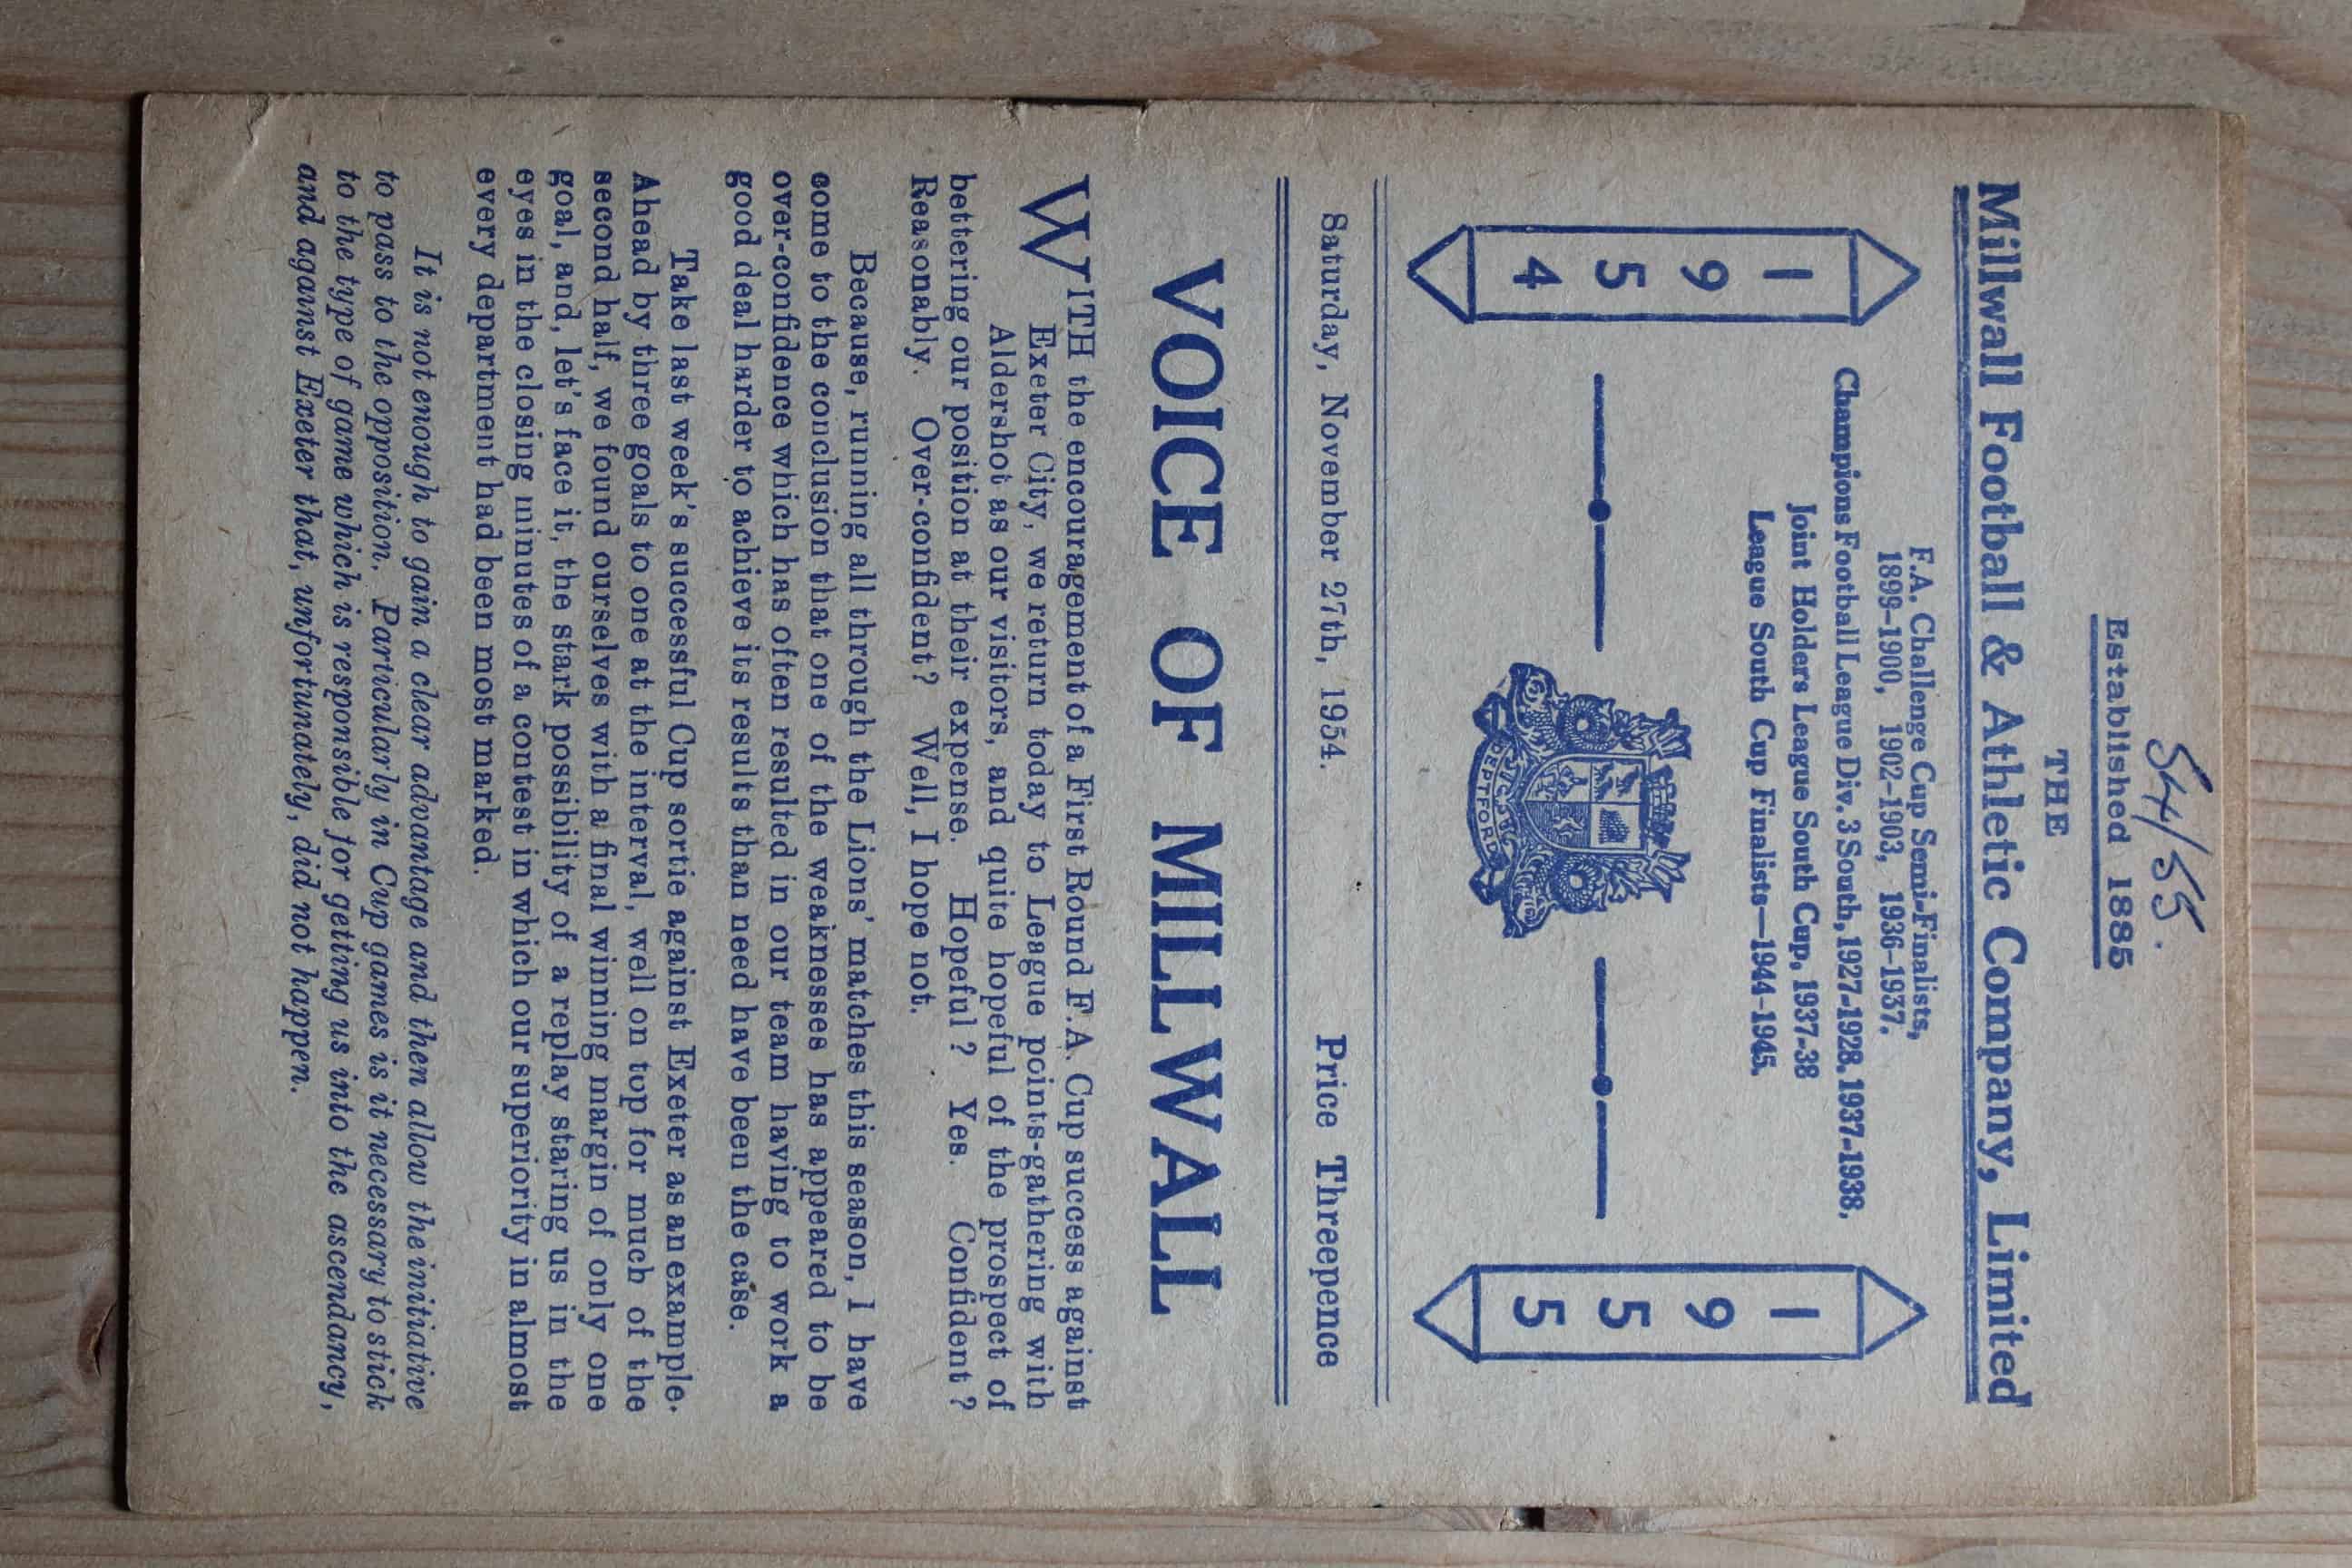 54/55.
Established 1885
THE
Millwall Football & Athletic Company, Limited
F.A. Challenge Cup Semi-Finalists,
1899-1900, 1902-1903, 1936-1937.
Champions Football League Div. 3 South, 1927-1928. 1937-1938.
Joint Holders League South Cup, 1937-38
League South Cup Finalists—1944-1945.
1
9
5
4
DEPTFORD
1
9
5
5
Saturday, November 27th, 1954. Price Threepence
VOICE OF MILLWALL
WITH the encouragement of a First Round F.A. Cup success against
Exeter City, we return today to League points-gathering with
Aldershot as our visitors, and quite hopeful of the prospect of
bettering our position at their expense. Hopeful? Yes. Confident?
Reasonably. Over-confident? Well, I hope not.
Because, running all through the Lions' matches this season, I have
come to the conclusion that one of the weaknesses has appeared to be
over-confidence which has often resulted in our team having to work a
good deal harder to achieve its results than need have been the case.
Take last week's successful Cup sortie against Exeter as an example.
Ahead by three goals to one at the interval, well on top for much of the
second half, we found ourselves with a final winning margin of only one
goal, and, let's face it, the stark possibility of a replay staring us in the
eyes in the closing minutes of a contest in which our superiority in almost
every department had been most marked.
It is not enough to gain a clear advantage and then allow the initiative
to pass to the opposition. Particularly in Cup games is it necessary to stick
to the type of game which is responsible for getting us into the ascendancy,
and against Exeter that, unfortunately, did not happen.